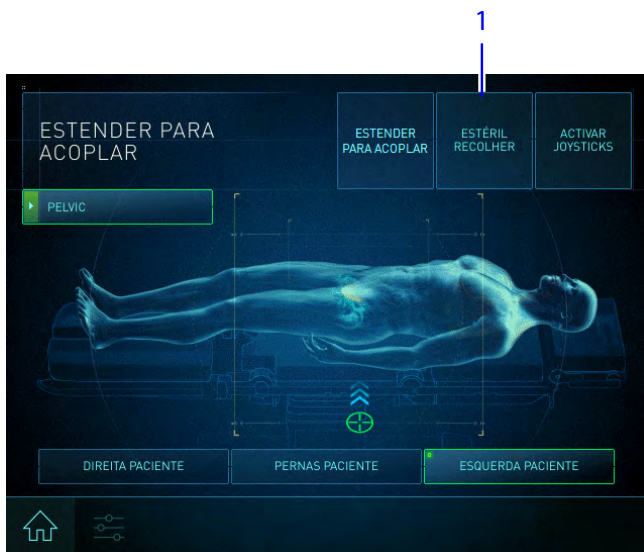 1
ESTENDER PARA
ACOPLAR
ESTENDER
PARA ACOPLAR
ESTÉRIL
RECOLHER
ACTIVAR
JOYSTICKS
PELVIC
DIREITA PACIENTE
PERNAS PACIENTE
ESQUERDA PACIENTE